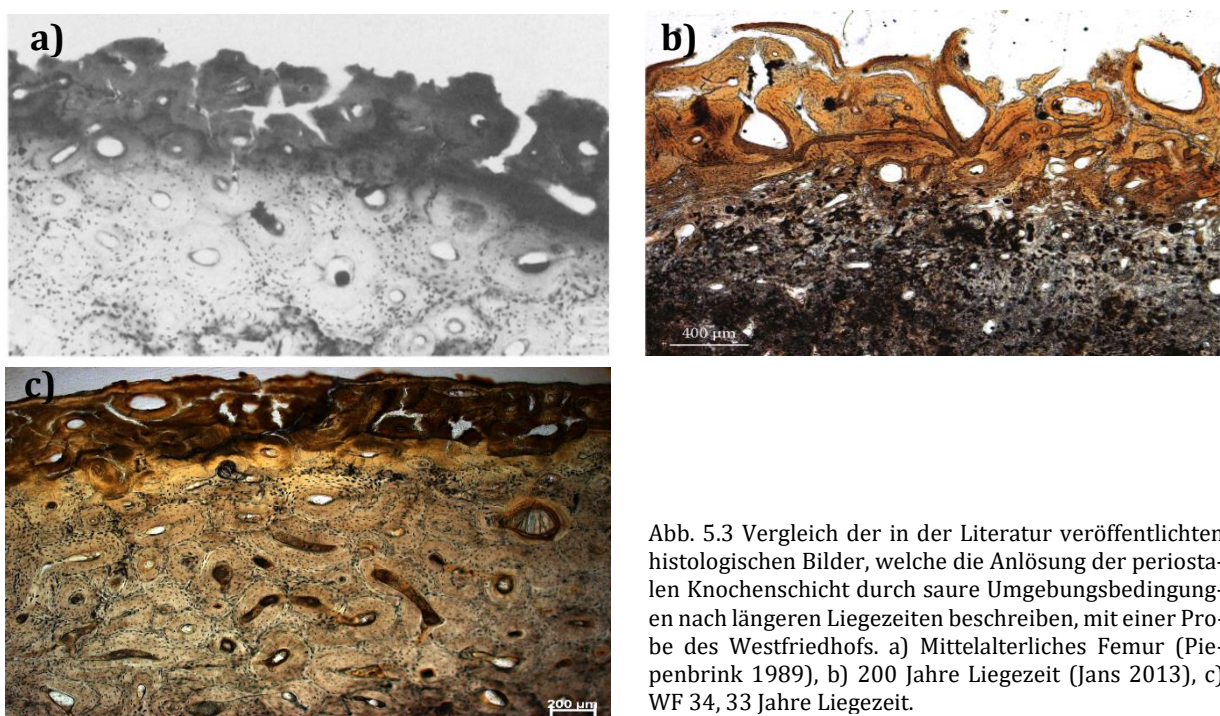 a)
b)
400 µm
c)
200 µm
Abb. 5.3 Vergleich der in der Literatur veröffentlichten
histologischen Bilder, welche die Anlösung der periosta-
len Knochenschicht durch saure Umgebungsbedingung-
en nach längeren Liegezeiten beschreiben, mit einer Pro-
be des Westfriedhofs. a) Mittelalterliches Femur (Pie-
penbrink 1989), b) 200 Jahre Liegezeit (Jans 2013), c)
WF 34, 33 Jahre Liegezeit.